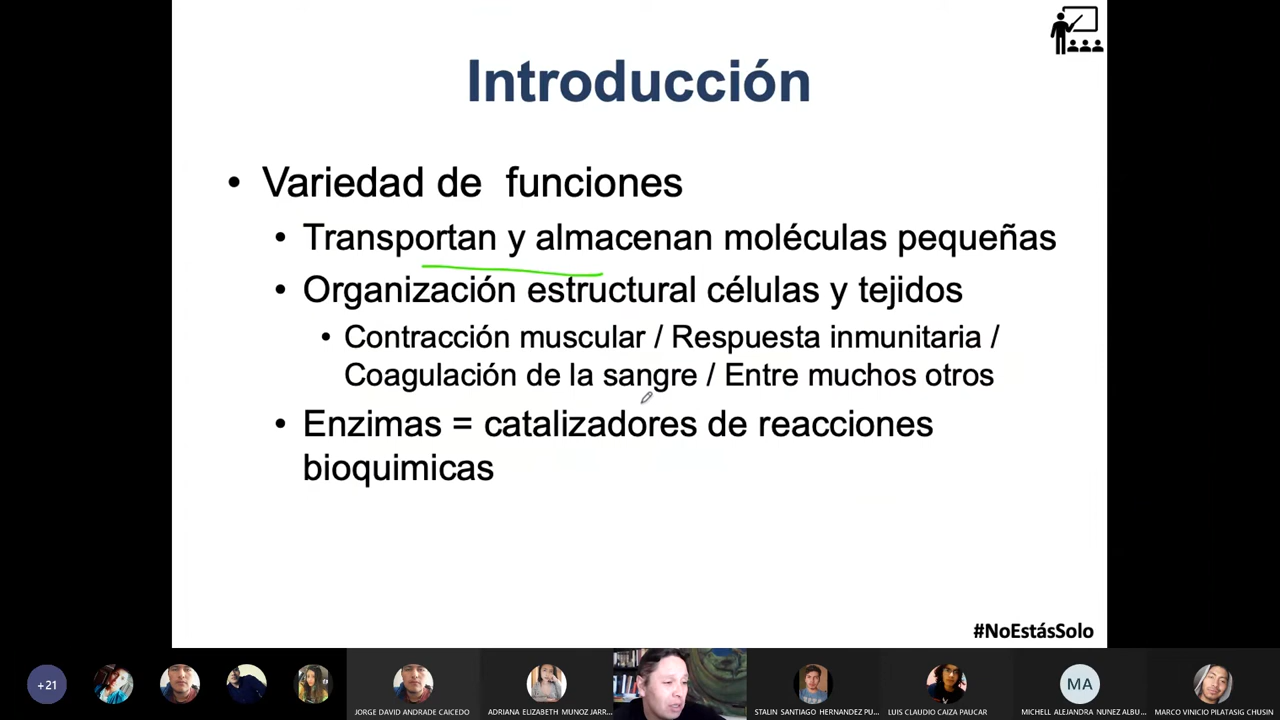 Introducción
• Variedad de funciones
• Transportan y almacenan moléculas pequeñas
• Organización estructural células y tejidos
• Contracción muscular / Respuesta inmunitaria /
Coagulación de la sangre / Entre muchos otros
• Enzimas = catalizadores de reacciones
bioquimicas
#NoEstásSolo
+21
JORGE DAVID ANDRADE CAICEDO
ADRIANA ELIZABETH MUNOZ JARR...
STALIN SANTIAGO HERNANDEZ PU...
LUIS CLAUDIO CAIZA PAUCAR
MA
MICHELL ALEJANDRA NUNEZ ALBU...
MARCO VINICIO PILATASIG CHUSIN